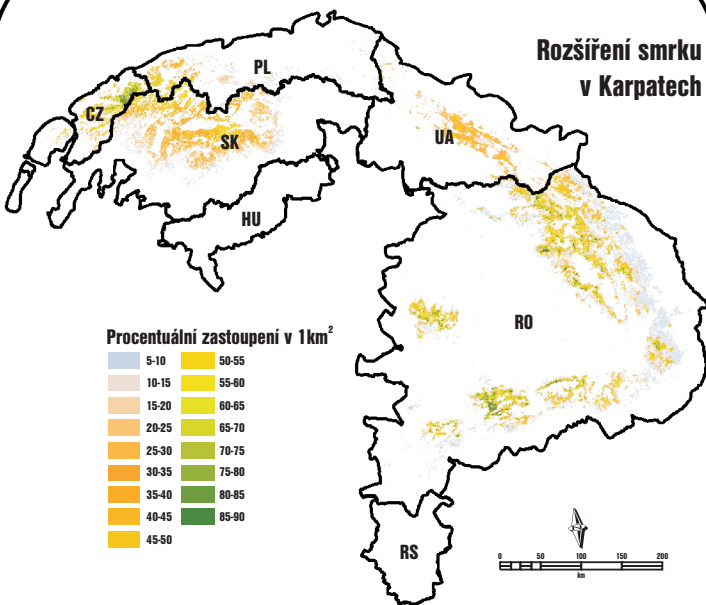 Rozšíření smrku
v Karpatech
PL
CZ
SK
UA
HU
RO
RS
Procentuální zastoupení v 1km²
5-10
10-15
15-20
20-25
25-30
30-35
35-40
40-45
45-50
50-55
55-60
60-65
65-70
70-75
75-80
80-85
85-90
0 50 100 150 200
km